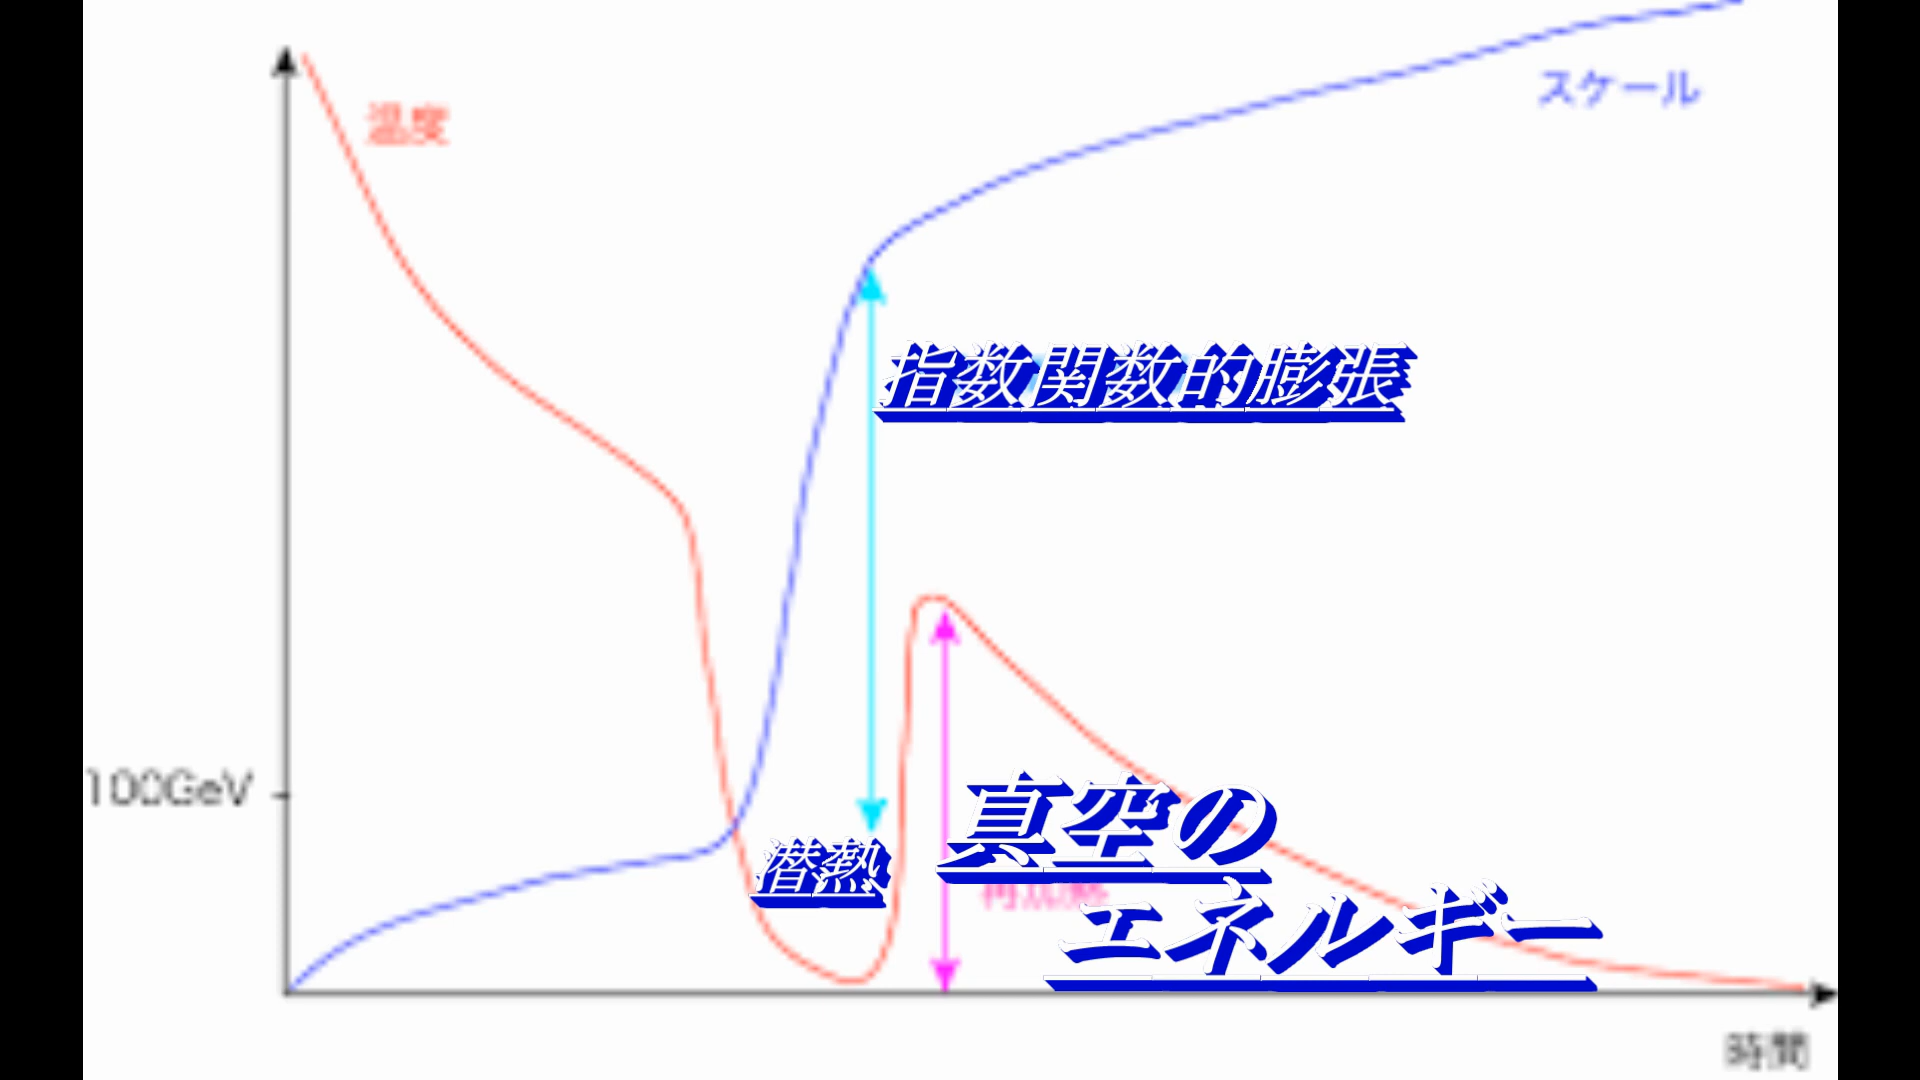 温度
スケール
指数関数的膨張
100GeV
潜熱
真空の
エネルギー
時間